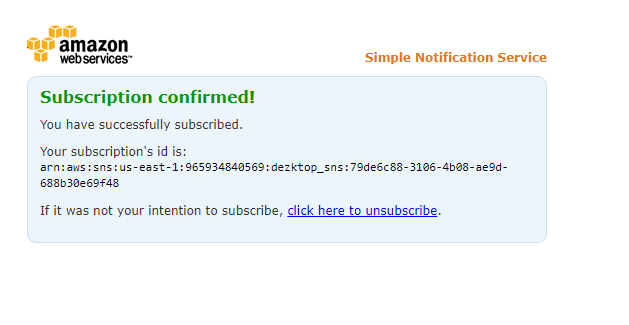 amazon
web services™
Simple Notification Service
Subscription confirmed!
You have successfully subscribed.
Your subscription's id is:
arn:aws:sns:us-east-1:965934840569:dezktop_sns:79de6c88-3106-4b08-ae9d-
688b30e69f48
If it was not your intention to subscribe, click here to unsubscribe.